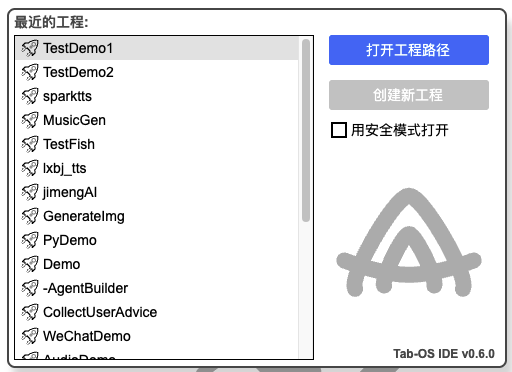 最近的工程:
TestDemo1
TestDemo2
sparktts
MusicGen
TestFish
lxbj_tts
jimengAI
GenerateImg
PyDemo
Demo
-AgentBuilder
CollectUserAdvice
WeChatDemo
AudioDemo
打开工程路径
创建新工程
用安全模式打开
Tab-OS IDE v0.6.0